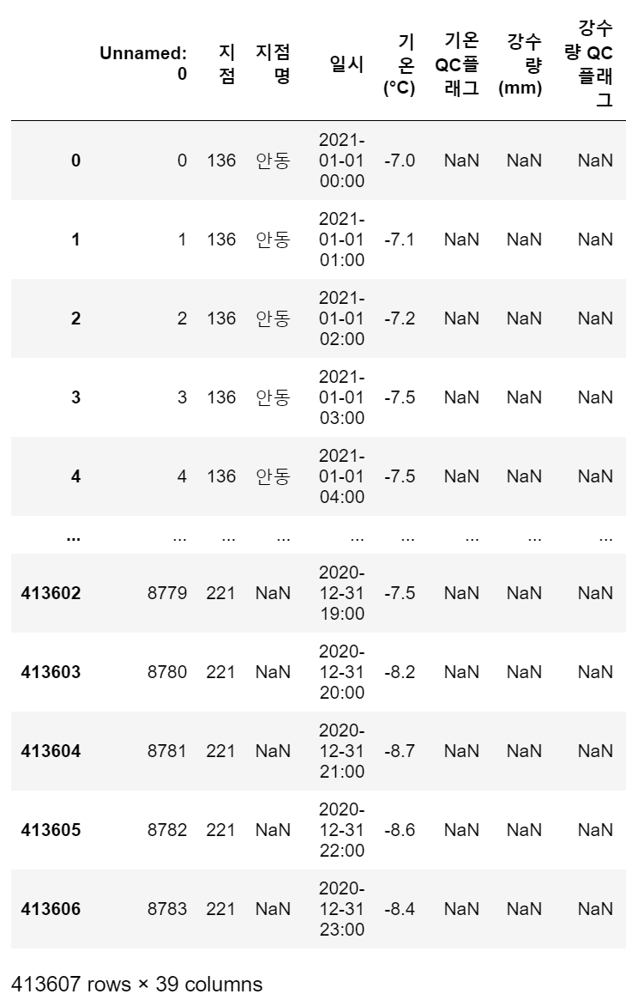 Unnamed: 0 지점 지점명 일시 기온(°C) 기온 QC플래그 강수량(mm) 강수량 QC플래그
0 0 136 안동 2021-01-01 00:00 -7.0 NaN NaN NaN
1 1 136 안동 2021-01-01 01:00 -7.1 NaN NaN NaN
2 2 136 안동 2021-01-01 02:00 -7.2 NaN NaN NaN
3 3 136 안동 2021-01-01 03:00 -7.5 NaN NaN NaN
4 4 136 안동 2021-01-01 04:00 -7.5 NaN NaN NaN
... ... ... ... ... ... ... ... ...
413602 8779 221 NaN 2020-12-31 19:00 -7.5 NaN NaN NaN
413603 8780 221 NaN 2020-12-31 20:00 -8.2 NaN NaN NaN
413604 8781 221 NaN 2020-12-31 21:00 -8.7 NaN NaN NaN
413605 8782 221 NaN 2020-12-31 22:00 -8.6 NaN NaN NaN
413606 8783 221 NaN 2020-12-31 23:00 -8.4 NaN NaN NaN
413607 rows × 39 columns